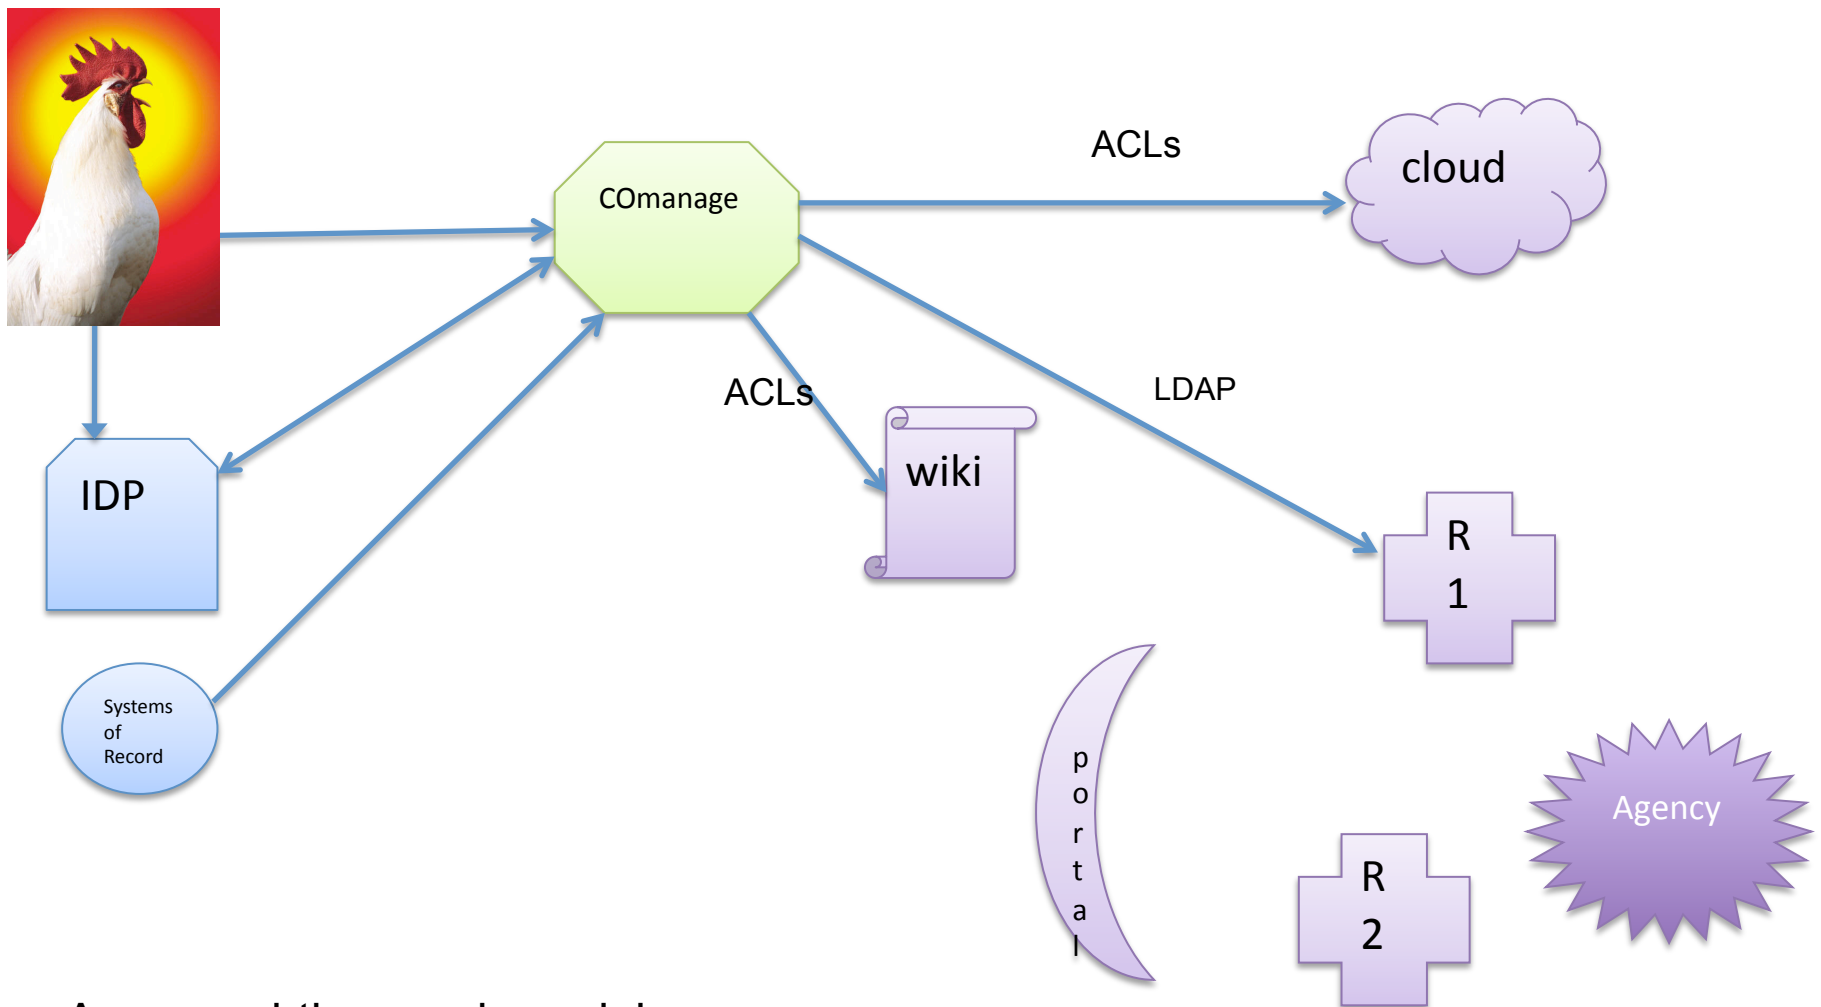 COmanage
ACLs
cloud
ACLs
LDAP
wiki
IDP
R
1
Systems
of
Record
p
o
r
t
a
l
Agency
R
2